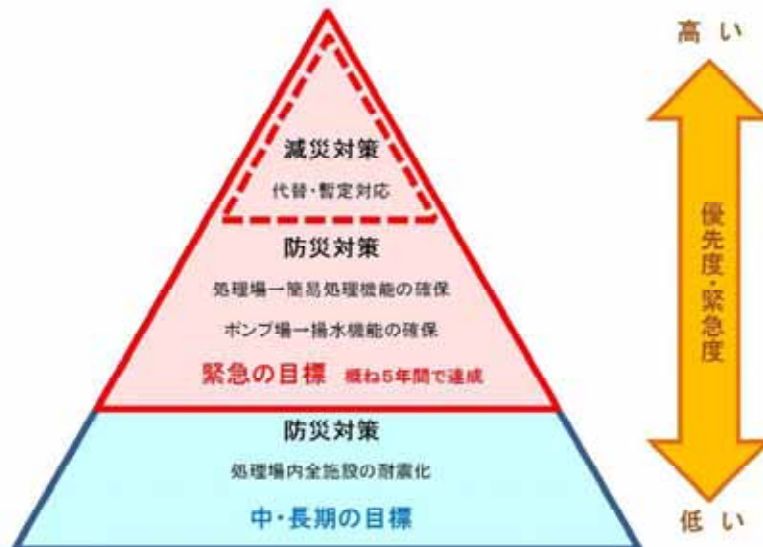 減災対策
代替・暫定対応
防災対策
処理場→簡易処理機能の確保
ポンプ場→揚水機能の確保
緊急の目標 概ね5年間で達成
防災対策
処理場内全施設の耐震化
中・長期の目標
高い
優先度・緊急度
低い